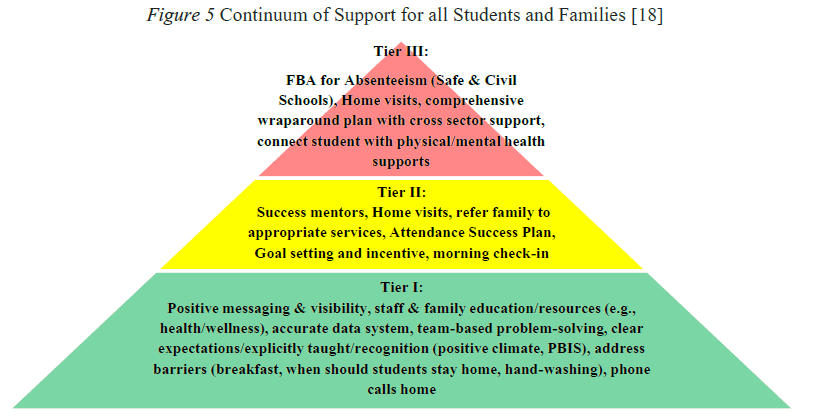 Figure 5 Continuum of Support for all Students and Families [18]
Tier III:
FBA for Absenteeism (Safe & Civil
Schools), Home visits, comprehensive
wraparound plan with cross sector support,
connect student with physical/mental health
supports
Tier II:
Success mentors, Home visits, refer family to
appropriate services, Attendance Success Plan,
Goal setting and incentive, morning check-in
Tier I:
Positive messaging & visibility, staff & family education/resources (e.g.,
health/wellness), accurate data system, team-based problem-solving, clear
expectations/explicitly taught/recognition (positive climate, PBIS), address
barriers (breakfast, when should students stay home, hand-washing), phone
calls home